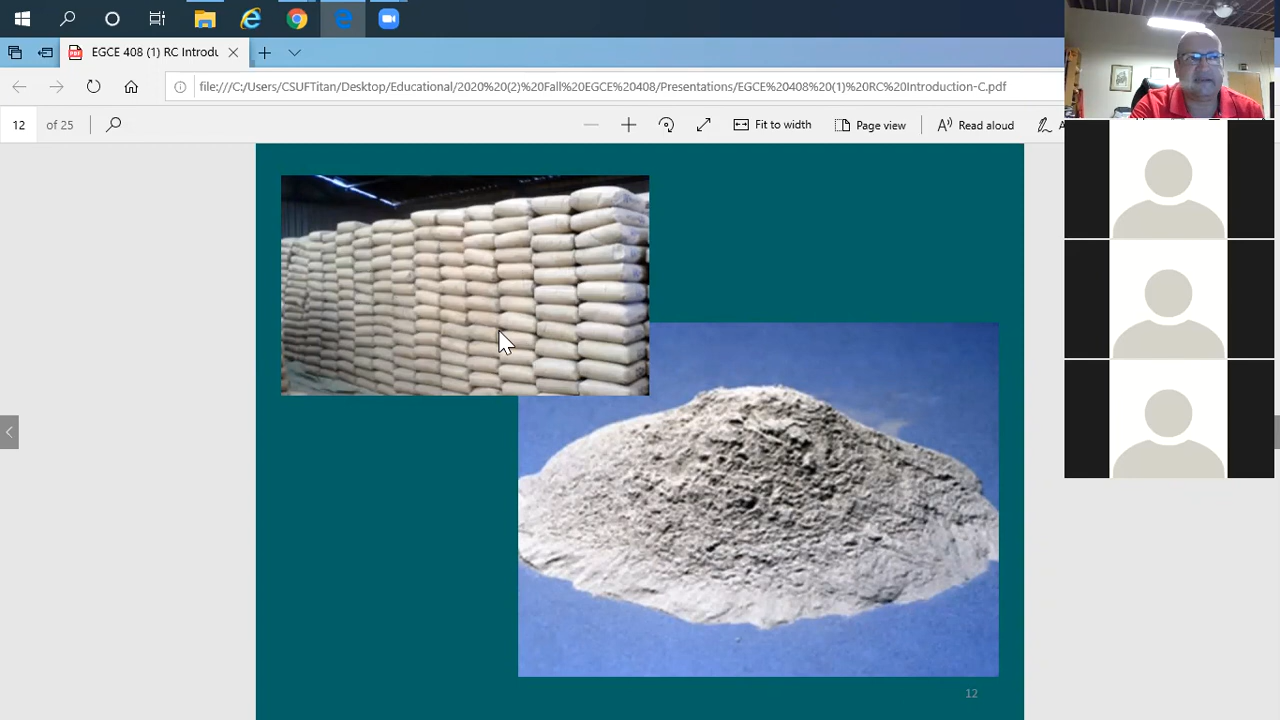 EGCE 408 (1) RC Introdu
file:///C:/Users/CSUFTitan/Desktop/Educational/2020%20(2)%20Fall%20EGCE%20408/Presentations/EGCE%20408%20(1)%20RC%20Introduction-C.pdf
12 of 25
Fit to width
Page view
Read aloud
12